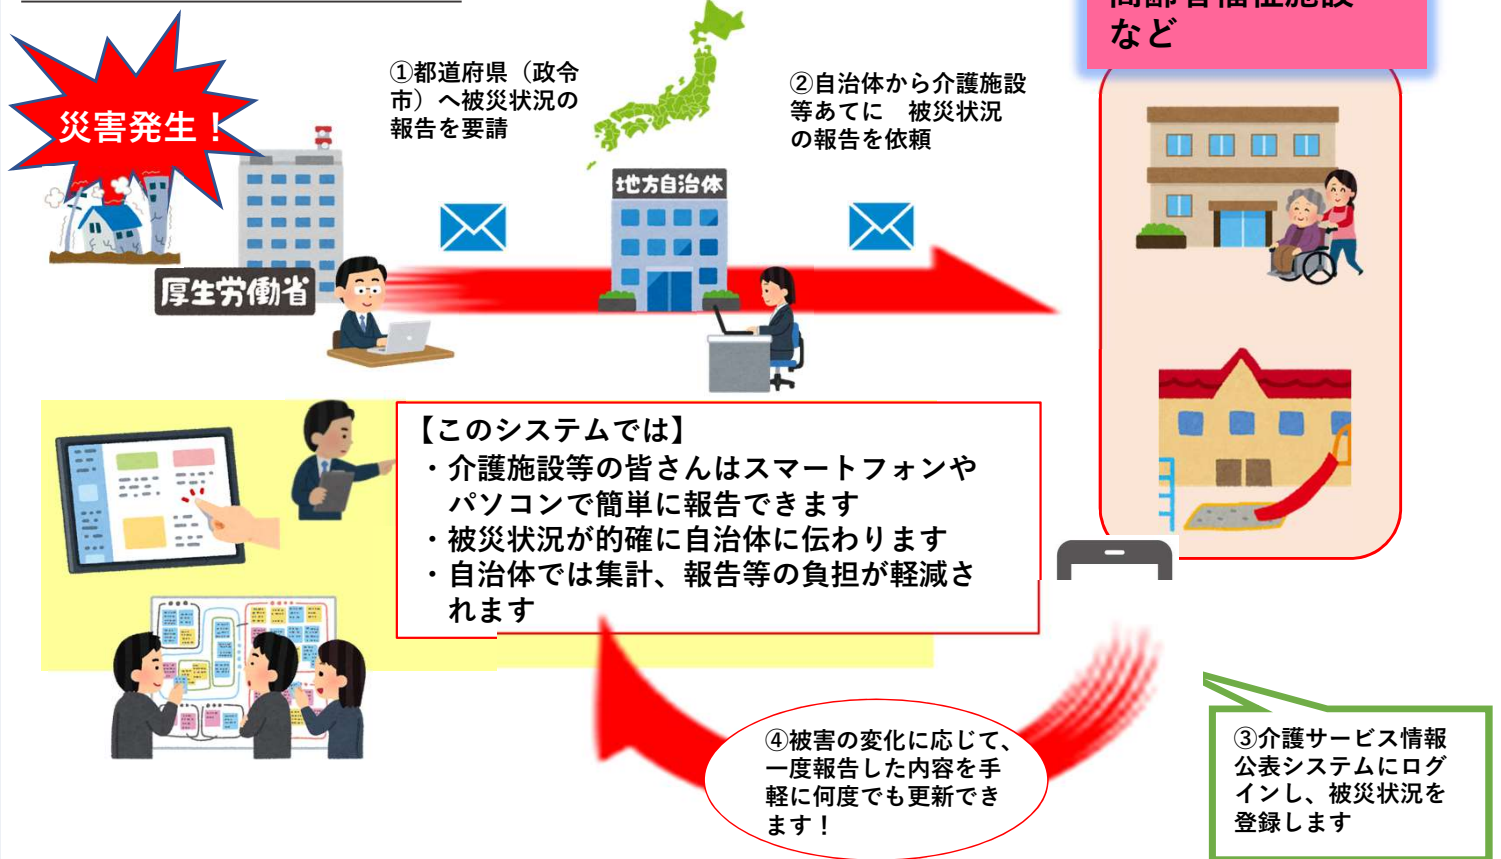 高齢者福祉施設
など
災害発生！
①都道府県（政令
市）へ被災状況の
報告を要請
②自治体から介護施設
等あてに　被災状況
の報告を依頼
地方自治体
厚生労働省
【このシステムでは】
・介護施設等の皆さんはスマートフォンや
パソコンで簡単に報告できます
・被災状況が的確に自治体に伝わります
・自治体では集計、報告等の負担が軽減さ
れます
④被害の変化に応じて、
一度報告した内容を手
軽に何度でも更新でき
ます！
③介護サービス情報
公表システムにログ
インし、被災状況を
登録します